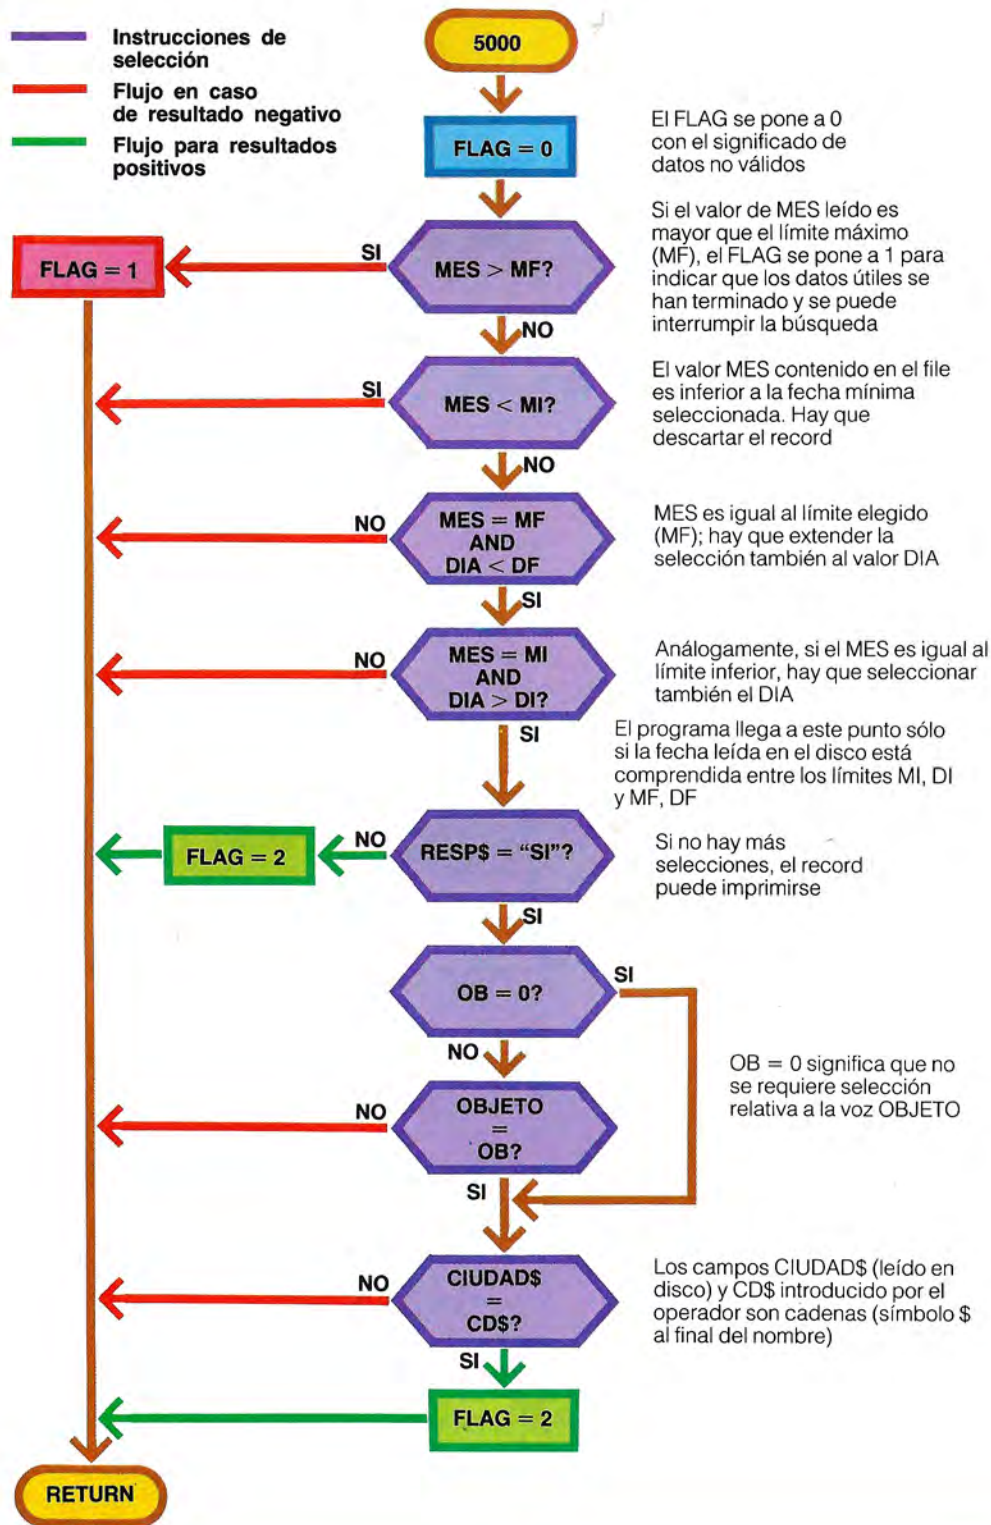 Instrucciones de
selección
Flujo en caso
de resultado negativo
Flujo para resultados
positivos
5000
FLAG = 0
El FLAG se pone a 0
con el significado de
datos no válidos
MES > MF?
SI
FLAG = 1
NO
Si el valor de MES leído es
mayor que el límite máximo
(MF), el FLAG se pone a 1 para
indicar que los datos útiles se
han terminado y se puede
interrumpir la búsqueda
MES < MI?
SI
NO
El valor MES contenido en el file
es inferior a la fecha mínima
seleccionada. Hay que
descartar el record
MES = MF
AND
DIA < DF
NO
SI
MES es igual al límite elegido
(MF); hay que extender la
selección también al valor DIA
MES = MI
AND
DIA > DI?
NO
SI
Análogamente, si el MES es igual al
límite inferior, hay que seleccionar
también el DIA
El programa llega a este punto sólo
si la fecha leída en el disco está
comprendida entre los límites MI, DI
y MF, DF
RESP$ = “SI”?
NO
FLAG = 2
SI
Si no hay más
selecciones, el record
puede imprimirse
OB = 0?
SI
NO
OB = 0 significa que no
se requiere selección
relativa a la voz OBJETO
OBJETO
=
OB?
NO
SI
CIUDAD$
=
CD$?
NO
SI
Los campos CIUDAD$ (leído en
disco) y CD$ introducido por el
operador son cadenas (símbolo $
al final del nombre)
FLAG = 2
RETURN